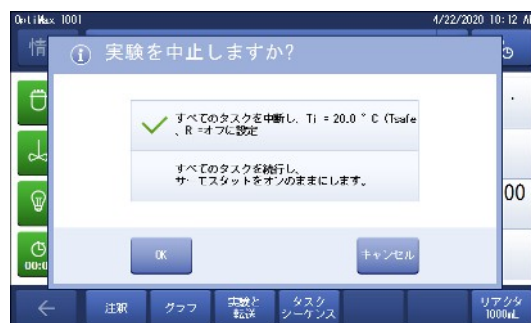 OptiMax 1001
4/22/2020 10:12 AM
情
実験を中止しますか?
すべてのタスクを中断し、Ti = 20.0 ° C (Tsafe
、R =オフに設定
すべてのタスクを続行し、
サーモスタットをオンのままにします。
00
00:0
OK
キャンセル
注釈
グラフ
実験と
転送
タスク
シーケンス
リアクタ
1000mL